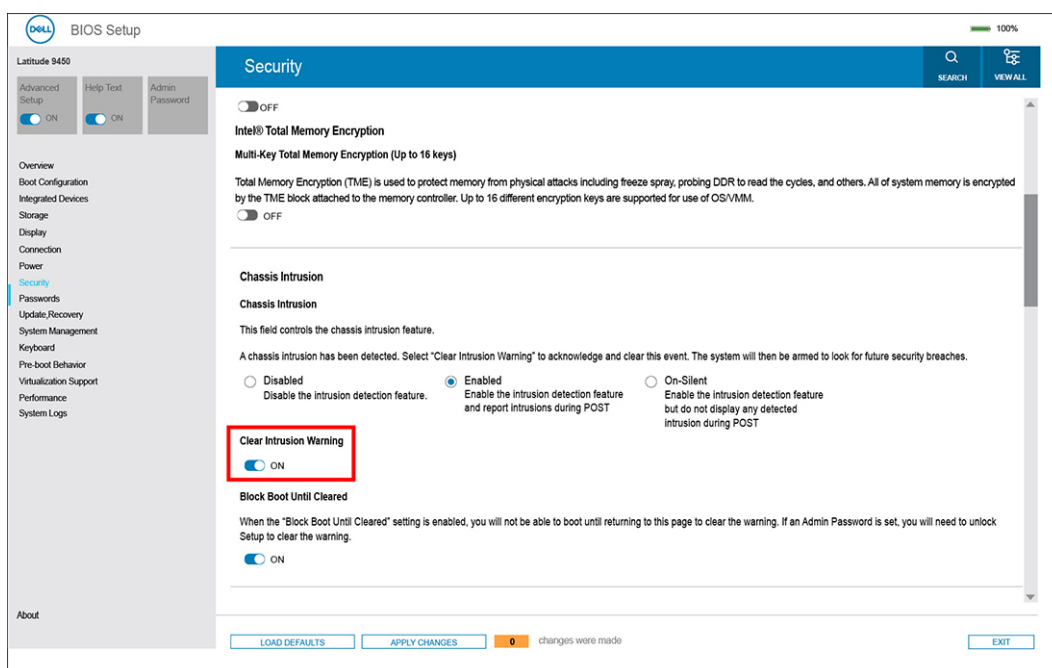 DELL
BIOS Setup
100%
Latitude 9450
Advanced Setup
ON
Help Text
ON
Admin Password
Overview
Boot Configuration
Integrated Devices
Storage
Display
Connection
Power
Security
Passwords
Update,Recovery
System Management
Keyboard
Pre-boot Behavior
Virtualization Support
Performance
System Logs
About
Security
SEARCH
VIEW ALL
OFF
Intel® Total Memory Encryption
Multi-Key Total Memory Encryption (Up to 16 keys)
Total Memory Encryption (TME) is used to protect memory from physical attacks including freeze spray, probing DDR to read the cycles, and others. All of system memory is encrypted
by the TME block attached to the memory controller. Up to 16 different encryption keys are supported for use of OS/VMM.
OFF
Chassis Intrusion
Chassis Intrusion
This field controls the chassis intrusion feature.
A chassis intrusion has been detected. Select "Clear Intrusion Warning" to acknowledge and clear this event. The system will then be armed to look for future security breaches.
Disabled
Disable the intrusion detection feature.
Enabled
Enable the intrusion detection feature
and report intrusions during POST
On-Silent
Enable the intrusion detection feature
but do not display any detected
intrusion during POST
Clear Intrusion Warning
ON
Block Boot Until Cleared
When the "Block Boot Until Cleared" setting is enabled, you will not be able to boot until returning to this page to clear the warning. If an Admin Password is set, you will need to unlock
Setup to clear the warning.
ON
LOAD DEFAULTS
APPLY CHANGES
0
changes were made
EXIT